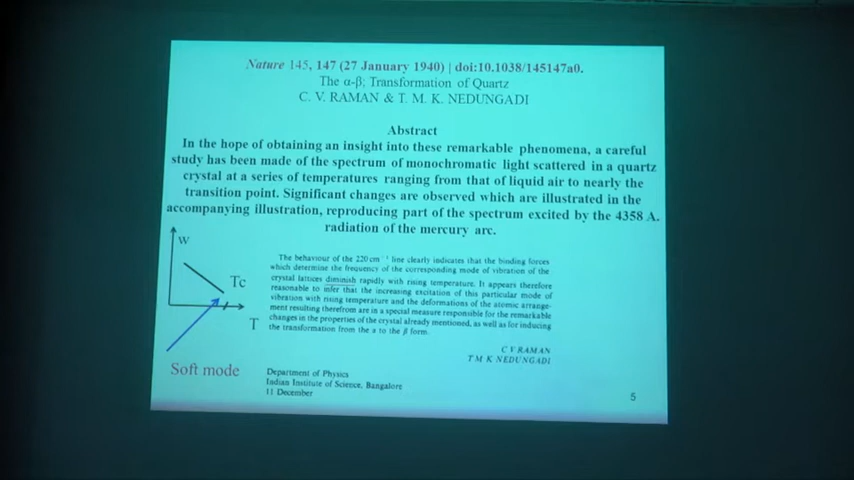 Nature 145, 147 (27 January 1940) | doi:10.1038/145147a0.
The α-β; Transformation of Quartz
C. V. RAMAN & T. M. K. NEDUNGADI
Abstract
In the hope of obtaining an insight into these remarkable phenomena, a careful
study has been made of the spectrum of monochromatic light scattered in a quartz
crystal at a series of temperatures ranging from that of liquid air to nearly the
transition point. Significant changes are observed which are illustrated in the
accompanying illustration, reproducing part of the spectrum excited by the 4358 A.
radiation of the mercury arc.
W
Tc
T
Soft mode
The behaviour of the 220 cm⁻¹ line clearly indicates that the binding forces
which determine the frequency of the corresponding mode of vibration of the
crystal lattices diminish rapidly with rising temperature. It appears therefore
reasonable to infer that the increasing excitation of this particular mode of
vibration with rising temperature and the deformations of the atomic arrange-
ment resulting therefrom are in a special measure responsible for the remarkable
changes in the properties of the crystal already mentioned, as well as for inducing
the transformation from the α to the β form.
C V RAMAN
T M K NEDUNGADI
Department of Physics
Indian Institute of Science, Bangalore
11 December
5